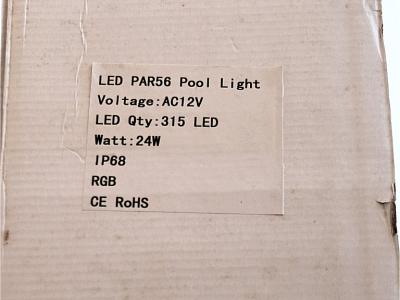 LED PAR56 Pool Light
Voltage:AC12V
LED Qty:315 LED
Watt:24W
IP68
RGB
CE RoHS